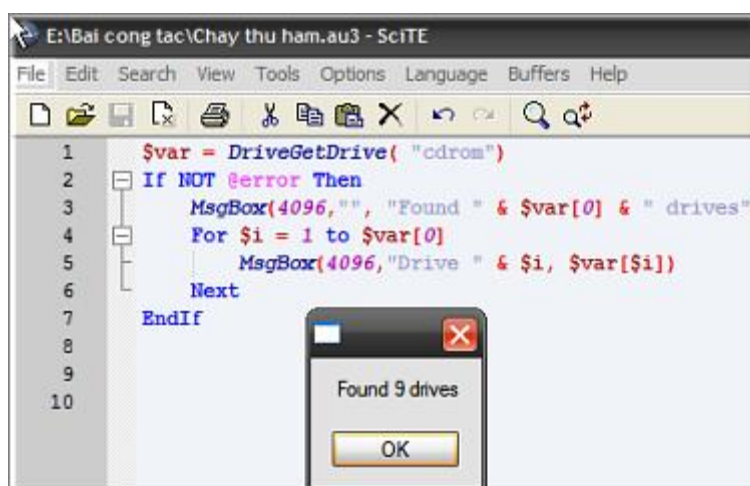 E:\Bai cong tac\Chay thu ham.au3 - SciTE
File Edit Search View Tools Options Language Buffers Help
1 $var = DriveGetDrive( "cdrom")
2 If NOT @error Then
3 MsgBox(4096,"", "Found " & $var[0] & " drives"
4 For $i = 1 to $var[0]
5 MsgBox(4096,"Drive " & $i, $var[$i])
6 Next
7 EndIf
8
9
10
Found 9 drives
OK